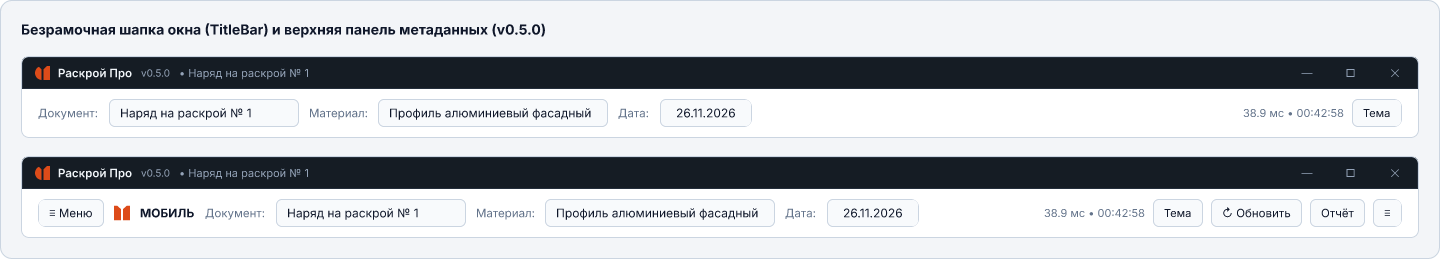 Безрамочная шапка окна (TitleBar) и верхняя панель метаданных (v0.5.0)
Раскрой Про v0.5.0 • Наряд на раскрой № 1
Документ: Наряд на раскрой № 1 Материал: Профиль алюминиевый фасадный Дата: 26.11.2026 38.9 мс • 00:42:58 Тема
Раскрой Про v0.5.0 • Наряд на раскрой № 1
≡ Меню МОБИЛЬ Документ: Наряд на раскрой № 1 Материал: Профиль алюминиевый фасадный Дата: 26.11.2026 38.9 мс • 00:42:58 Тема ↻ Обновить Отчёт ≡